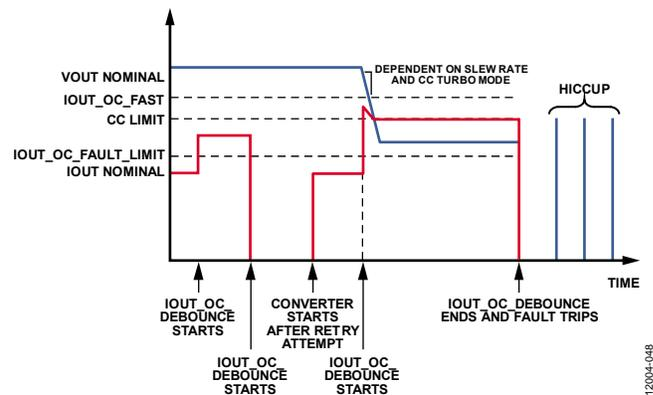 DEPENDENT ON SLEW RATE
AND CC TURBO MODE
VOUT NOMINAL
HICCUP
IOUT_OC_FAST
CC LIMIT
IOUT_OC_FAULT_LIMIT
IOUT NOMINAL
TIME
IOUT_OC_
DEBOUNCE
STARTS
CONVERTER
STARTS
AFTER RETRY
ATTEMPT
IOUT_OC_DEBOUNCE
ENDS AND FAULT TRIPS
IOUT_OC_
DEBOUNCE
STARTS
IOUT_OC_
DEBOUNCE
STARTS
12004-048